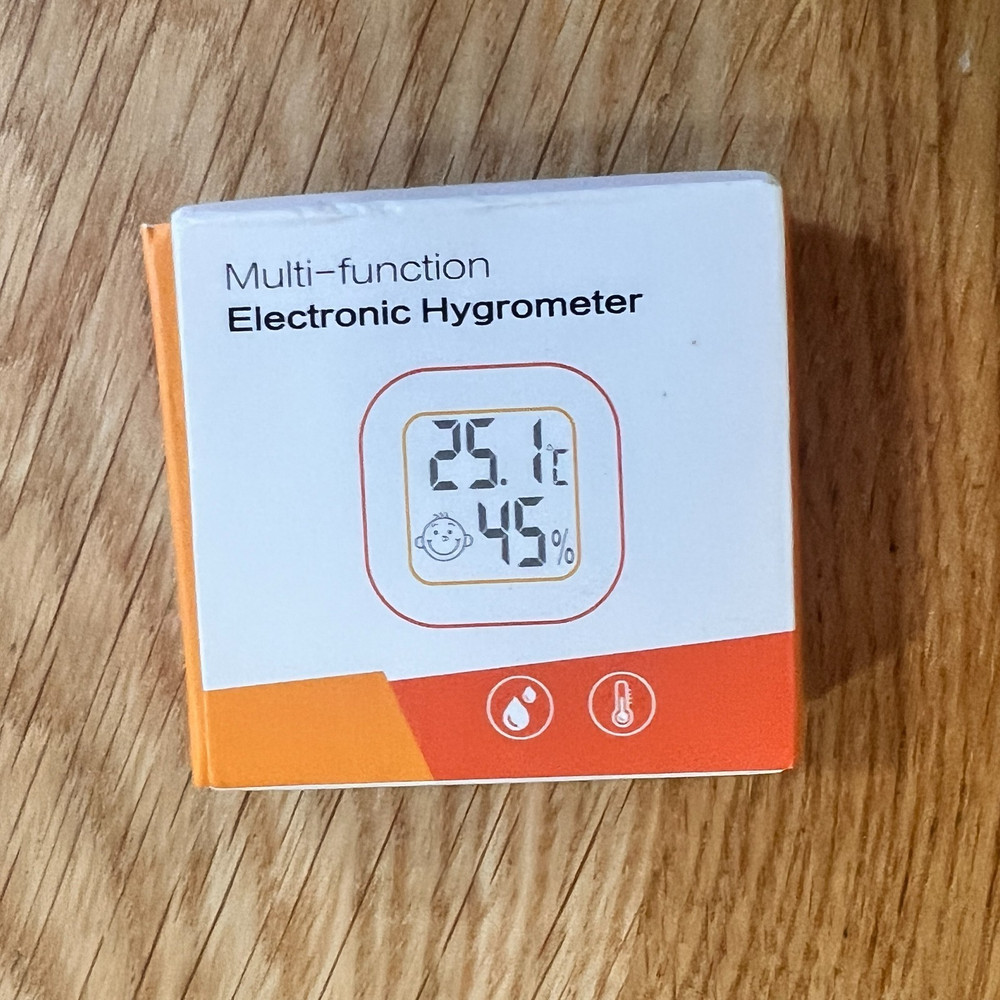 Multi-function
Electronic Hygrometer
25.1℃
45%